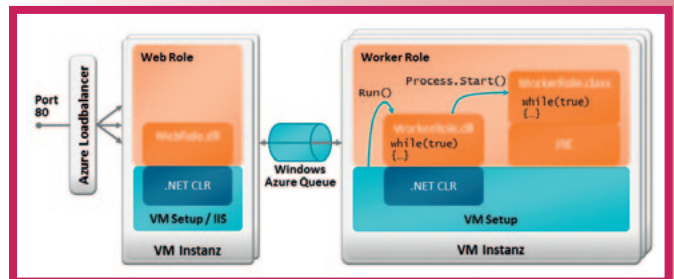 Port
80
Azure Loadbalancer
Web Role
WebRole.dll
.NET CLR
VM Setup / IIS
VM Instanz
Windows
Azure Queue
Worker Role
Run()
Process.Start()
WorkerRole.dll
while(true)
{…}
.NET CLR
WorkerRole.class
while(true)
{…}
VM Setup
VM Instanz